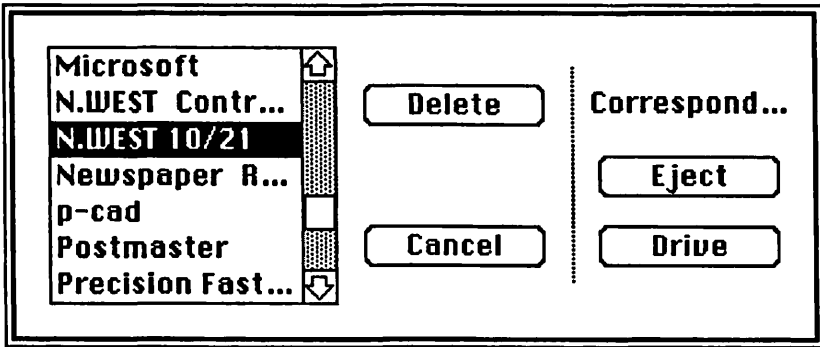 Microsoft
N.WEST Contr...
N.WEST 10/21
Newspaper R...
p-cad
Postmaster
Precision Fast...
Delete
Cancel
Correspond...
Eject
Drive